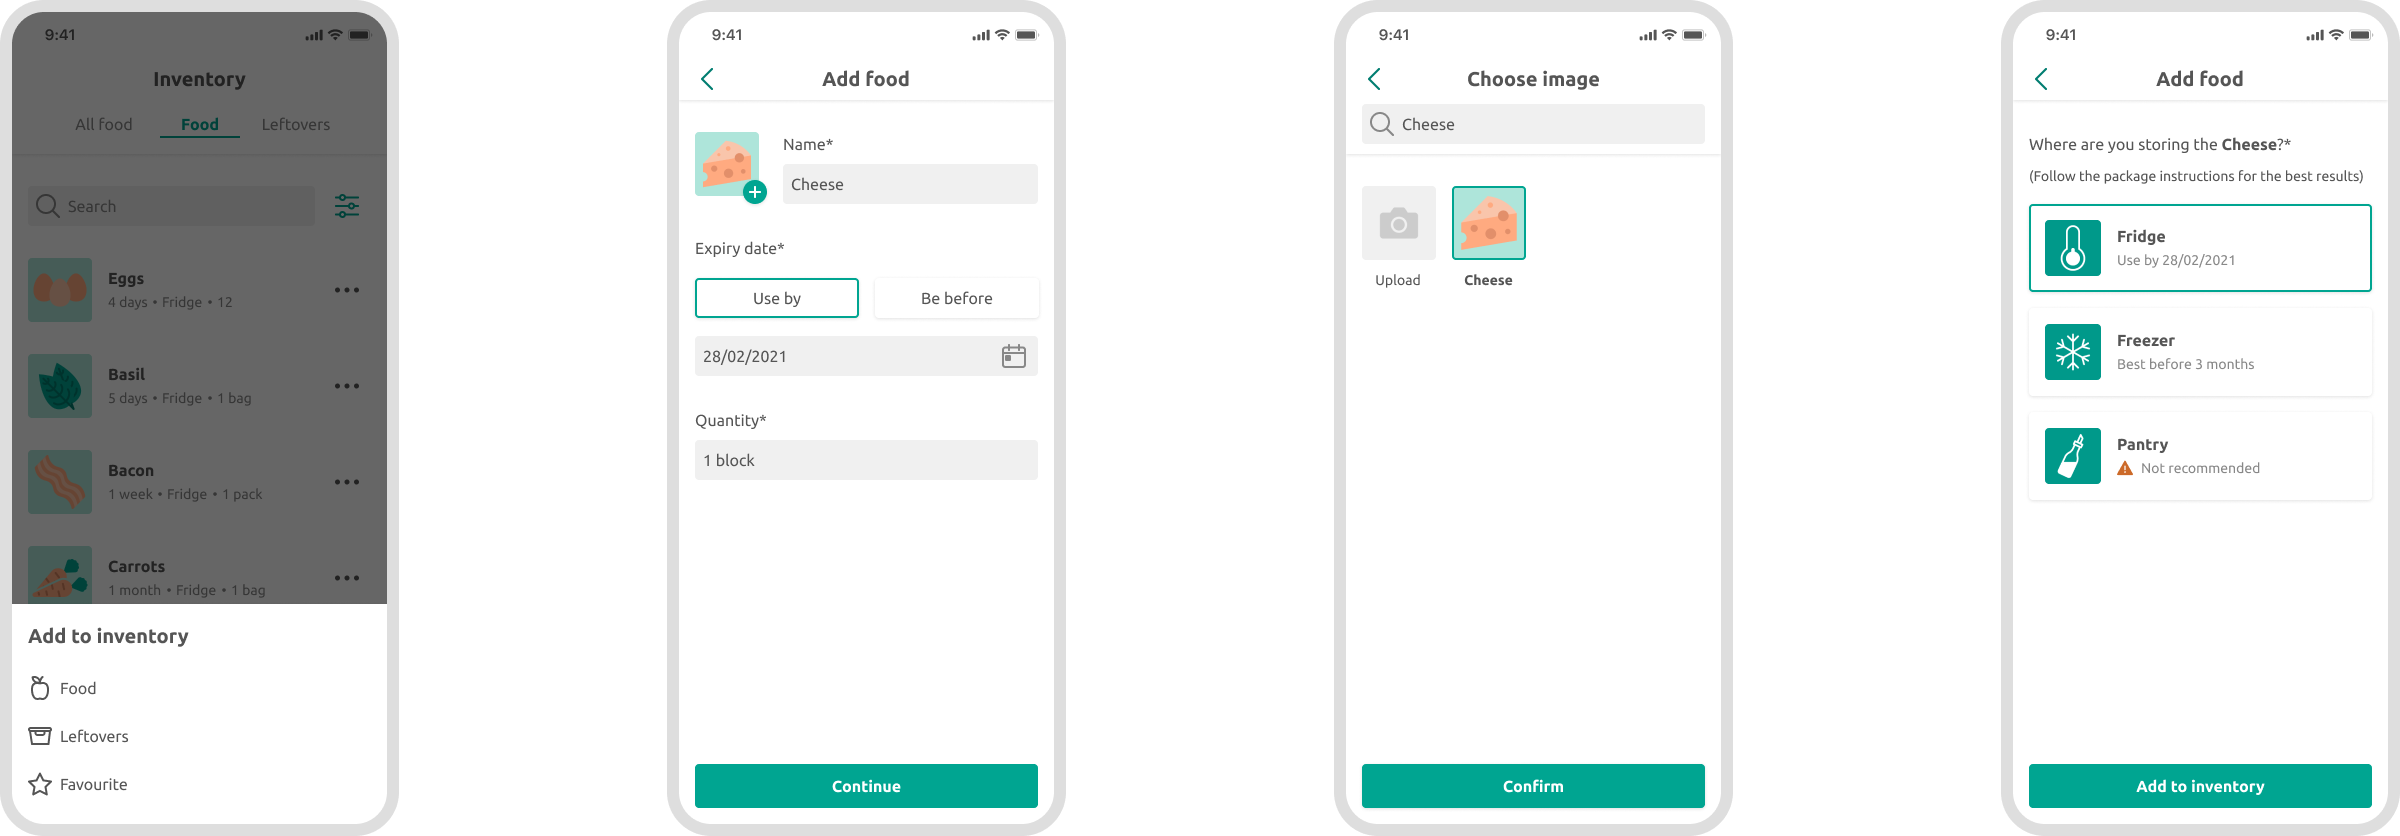 9:41
Inventory
All food Food Leftovers
Search
Eggs
4 days • Fridge • 12
Basil
5 days • Fridge • 1 bag
Bacon
1 week • Fridge • 1 pack
Carrots
1 month • Fridge • 1 bag
Add to inventory
Food
Leftovers
Favourite
9:41
Add food
Name*
Cheese
Expiry date*
Use by Be before
28/02/2021
Quantity*
1 block
Continue
9:41
Choose image
Cheese
Upload Cheese
Confirm
9:41
Add food
Where are you storing the Cheese?*
(Follow the package instructions for the best results)
Fridge
Use by 28/02/2021
Freezer
Best before 3 months
Pantry
Not recommended
Add to inventory